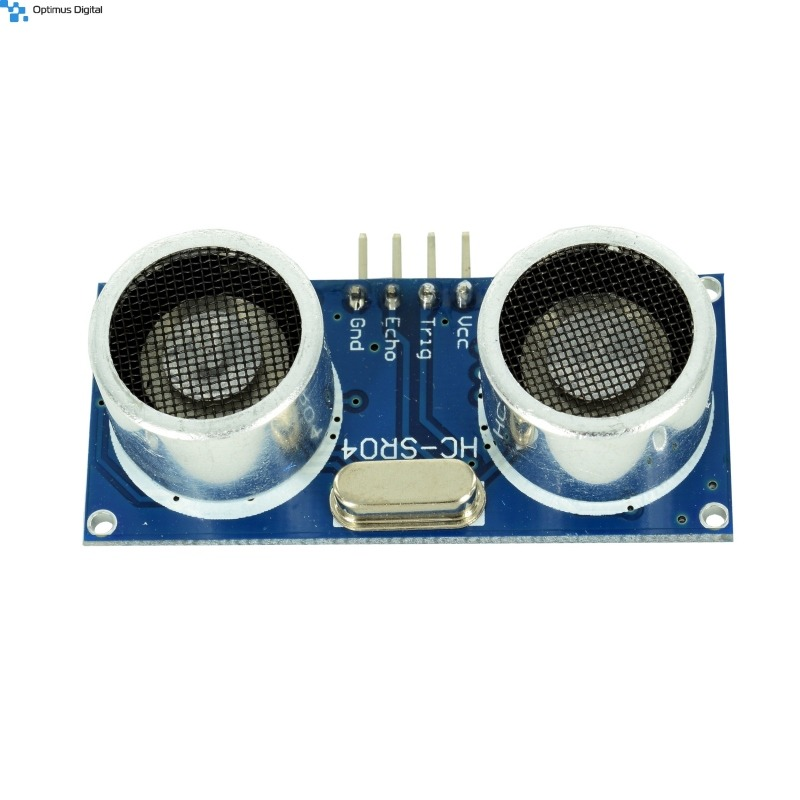 Optimus Digital
Gnd
Echo
Trig
Vcc
HC-SR04